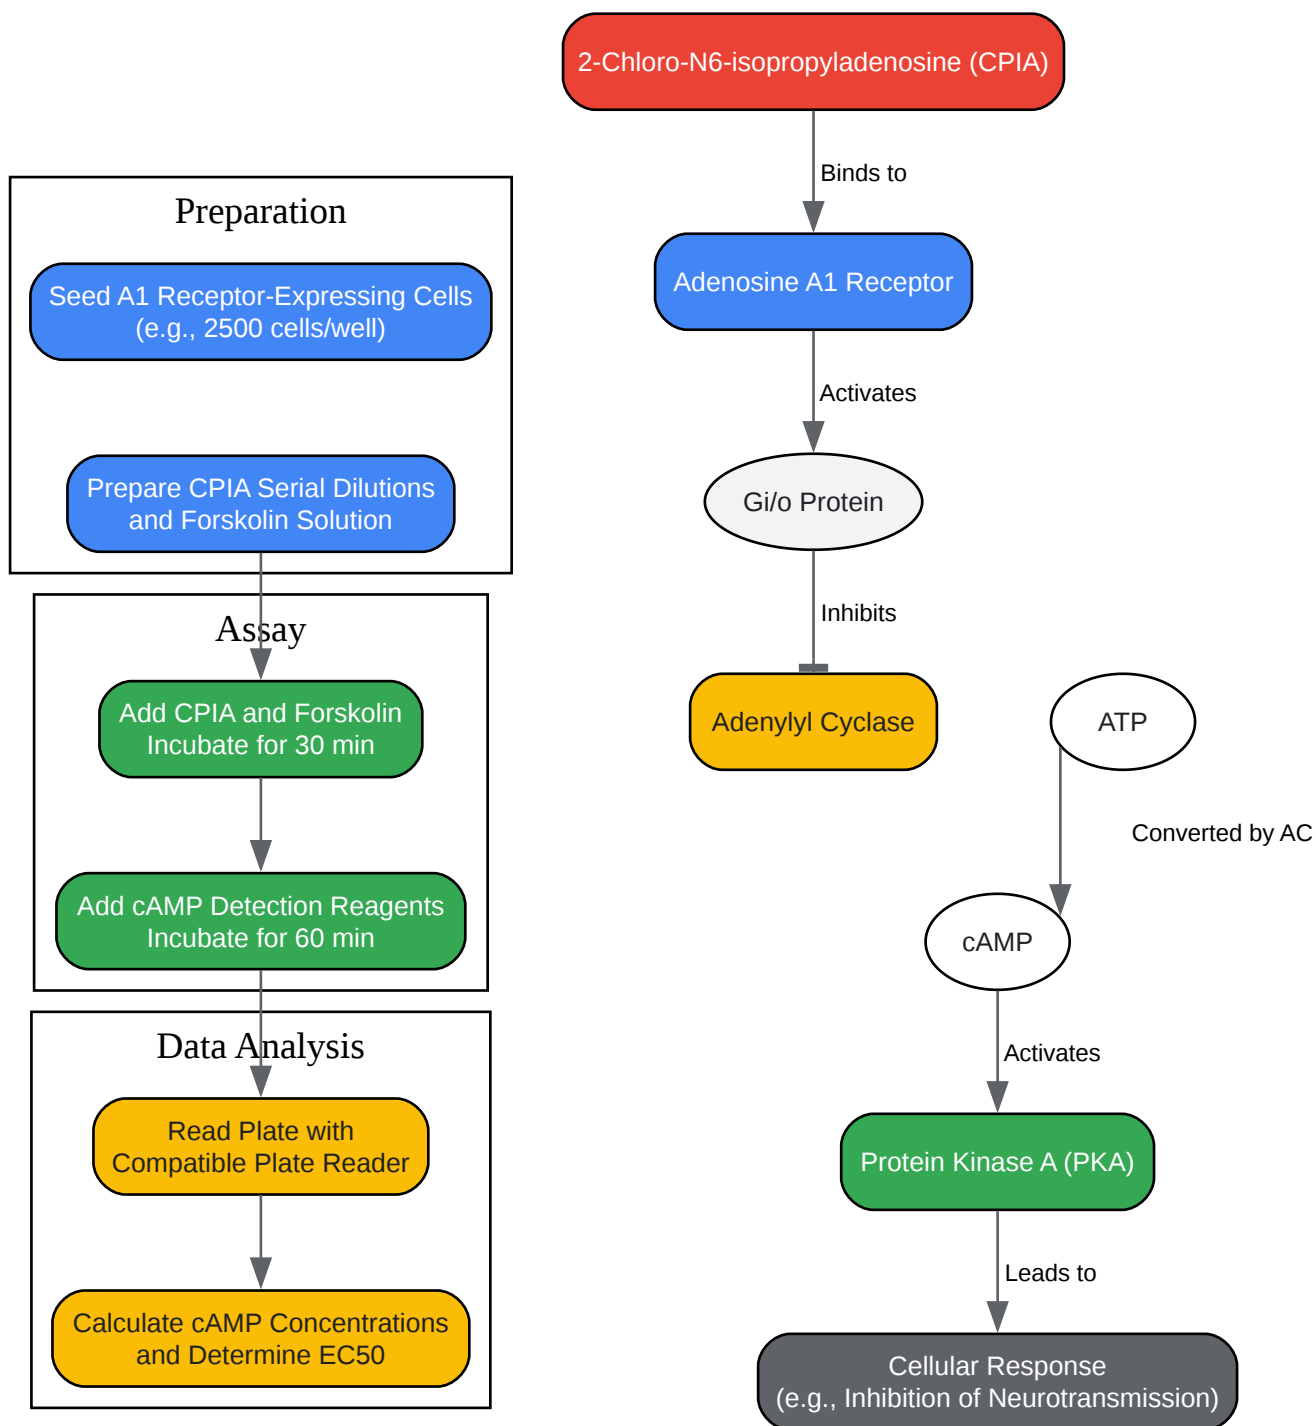 2-Chloro-N6-isopropyladenosine (CPIA)
Binds to
Adenosine A1 Receptor
Activates
Gi/o Protein
Inhibits
Adenylyl Cyclase
ATP
Converted by AC
cAMP
Activates
Protein Kinase A (PKA)
Leads to
Cellular Response
(e.g., Inhibition of Neurotransmission)
Preparation
Seed A1 Receptor-Expressing Cells
(e.g., 2500 cells/well)
Prepare CPIA Serial Dilutions
and Forskolin Solution
Assay
Add CPIA and Forskolin
Incubate for 30 min
Add cAMP Detection Reagents
Incubate for 60 min
Data Analysis
Read Plate with
Compatible Plate Reader
Calculate cAMP Concentrations
and Determine EC50